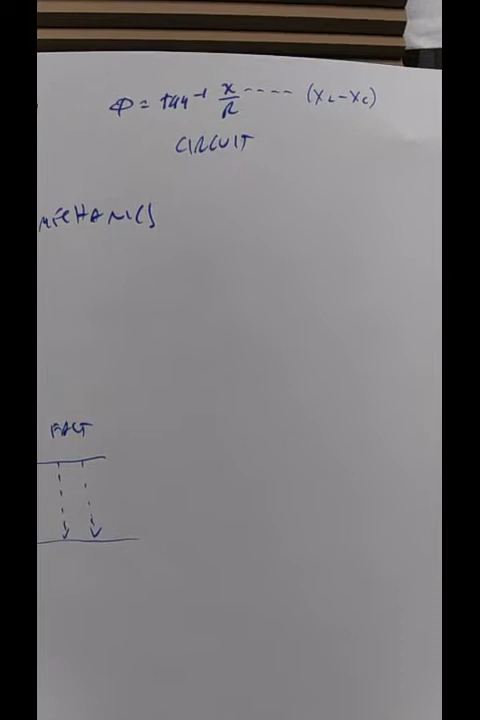 Φ = tan⁻¹ X/R ---- (XL-XC)
CIRCUIT
MECHANICS
FACT